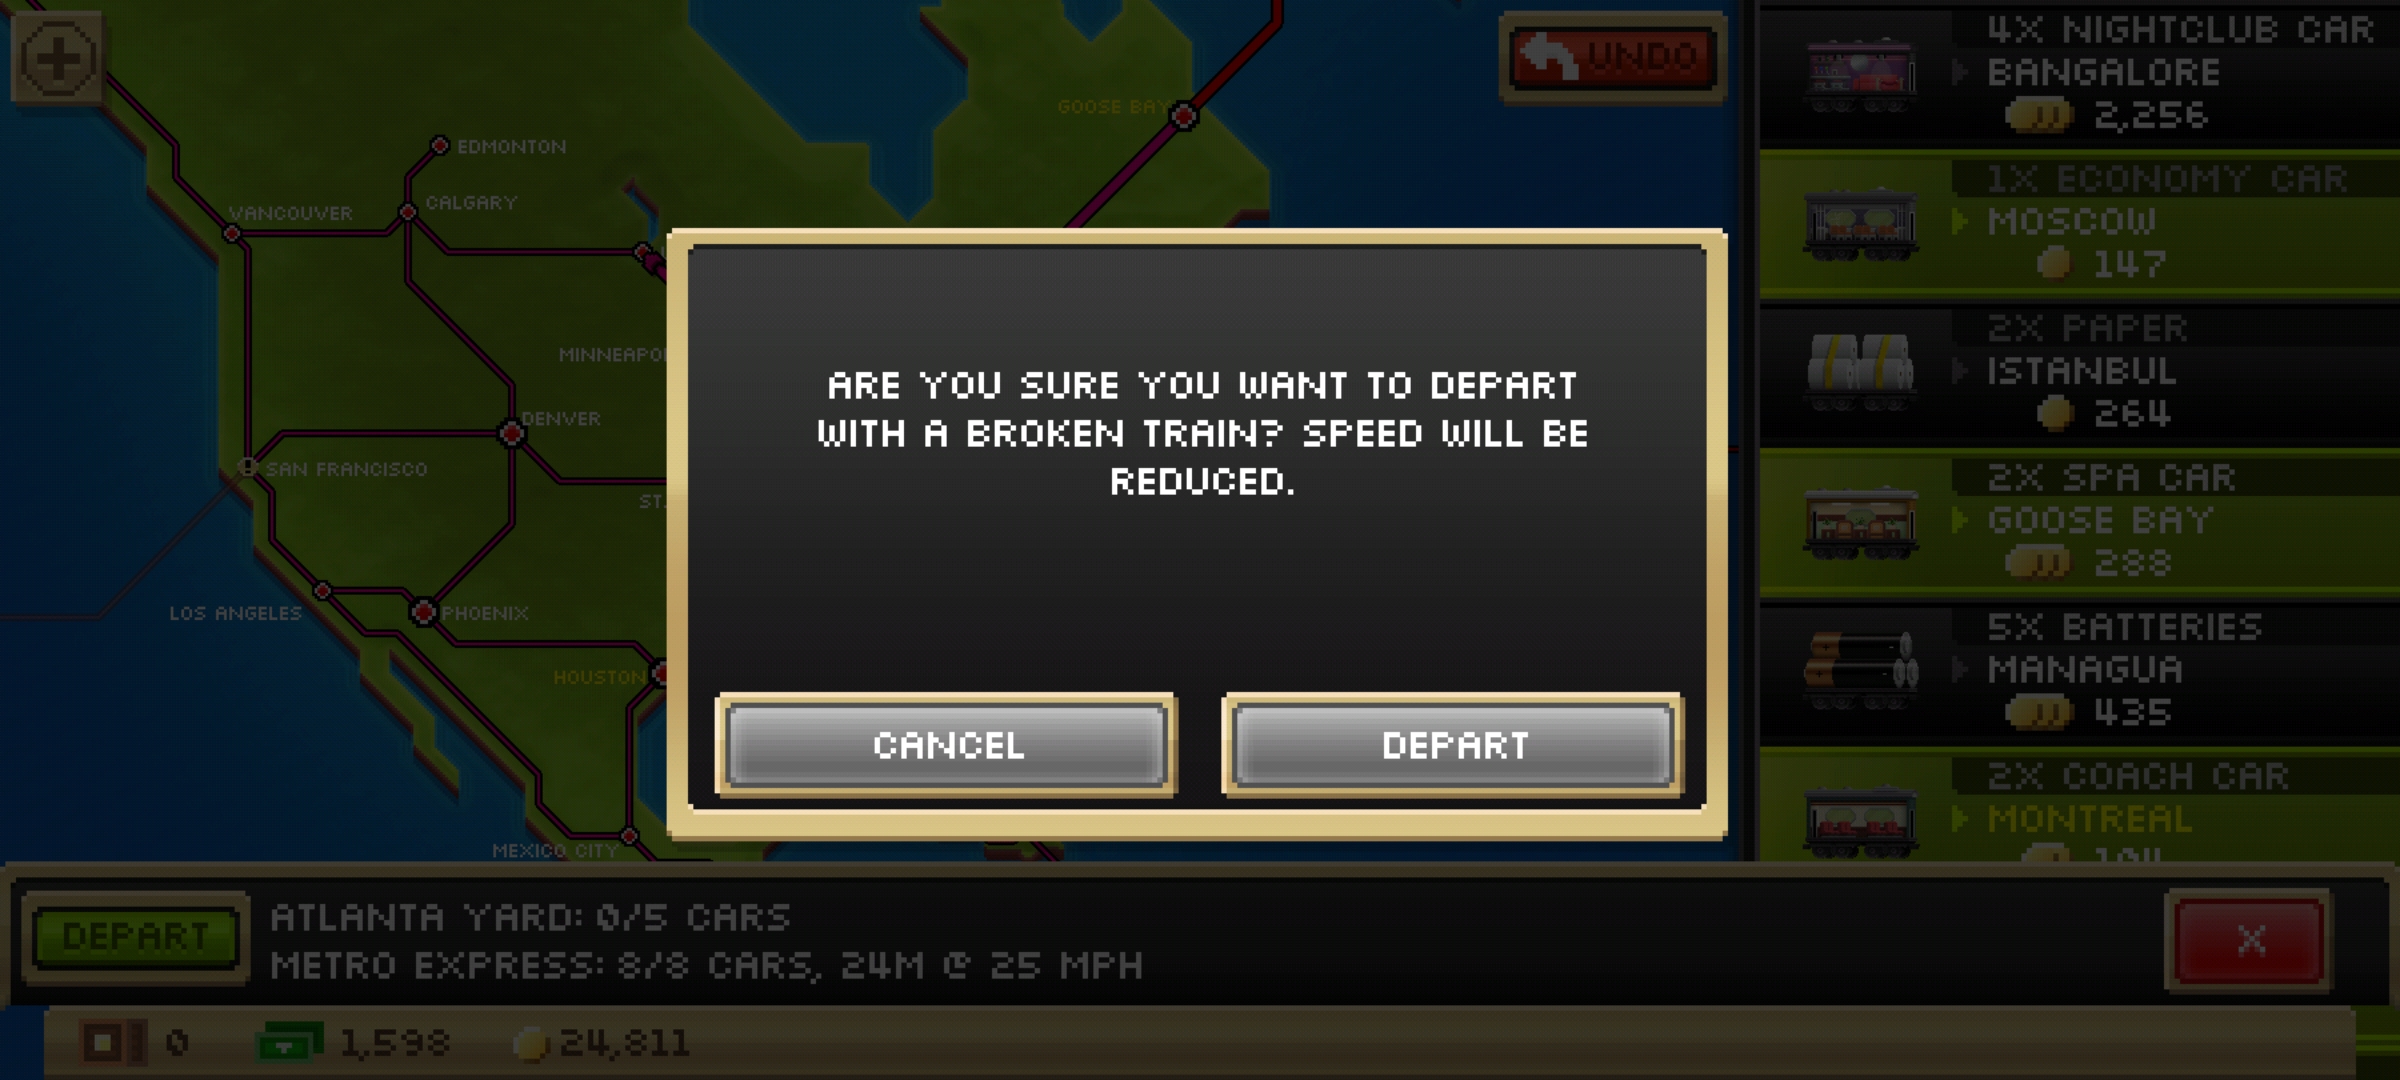 UNDO
GOOSE BAY
EDMONTON
CALGARY
VANCOUVER
DENVER
SAN FRANCISCO
LOS ANGELES
PHOENIX
HOUSTON
MEXICO CITY
ARE YOU SURE YOU WANT TO DEPART
WITH A BROKEN TRAIN? SPEED WILL BE
REDUCED.
CANCEL
DEPART
4X NIGHTCLUB CAR
BANGALORE
2,256
1X ECONOMY CAR
MOSCOW
147
2X PAPER
ISTANBUL
264
2X SPA CAR
GOOSE BAY
288
5X BATTERIES
MANAGUA
435
2X COACH CAR
MONTREAL
DEPART
ATLANTA YARD: 0/5 CARS
METRO EXPRESS: 8/8 CARS, 24M @ 25 MPH
X
0
1,598
24,811